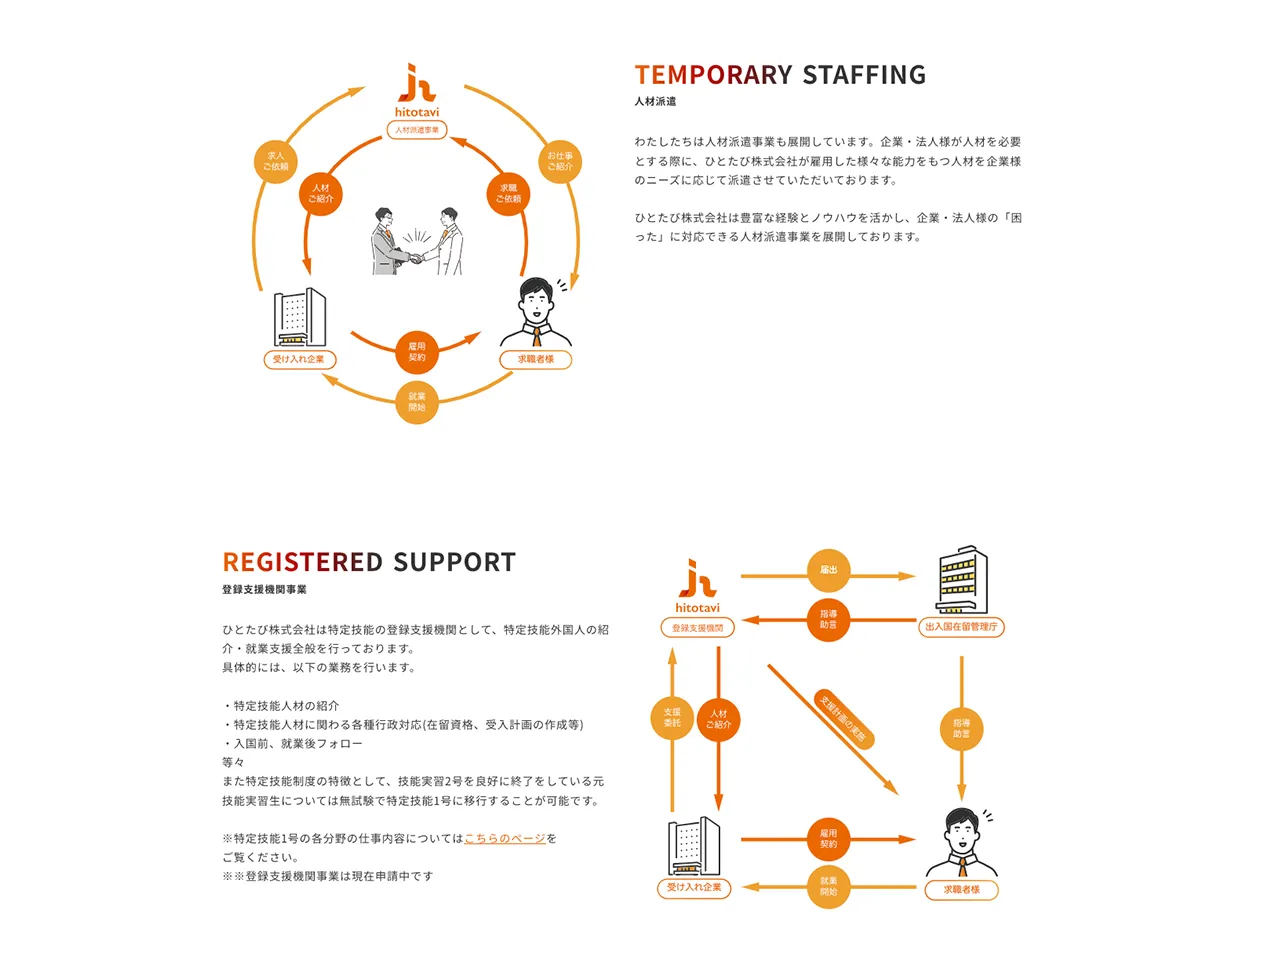 hitotavi
人材派遣事業
求人
ご依頼
お仕事
ご紹介
人材
ご紹介
求職
ご依頼
受け入れ企業
雇用
契約
求職者様
就業
開始
TEMPORARY STAFFING
人材派遣
わたしたちは人材派遣事業も展開しています。企業・法人様が人材を必要
とする際に、ひとたび株式会社が雇用した様々な能力をもつ人材を企業様
のニーズに応じて派遣させていただいております。
ひとたび株式会社は豊富な経験とノウハウを活かし、企業・法人様の「困
った」に対応できる人材派遣事業を展開しております。
REGISTERED SUPPORT
登録支援機関事業
ひとたび株式会社は特定技能の登録支援機関として、特定技能外国人の紹
介・就業支援全般を行っております。
具体的には、以下の業務を行います。
・特定技能人材の紹介
・特定技能人材に関わる各種行政対応(在留資格、受入計画の作成等)
・入国前、就業後フォロー
等々
また特定技能制度の特徴として、技能実習2号を良好に終了をしている元
技能実習生については無試験で特定技能1号に移行することが可能です。
※特定技能1号の各分野の仕事内容についてはこちらのページを
ご覧ください。
※※登録支援機関事業は現在申請中です
hitotavi
登録支援機関
届出
指導
助言
出入国在留管理庁
支援
委託
人材
ご紹介
支援計画の実施
指導
助言
受け入れ企業
雇用
契約
就業
開始
求職者様